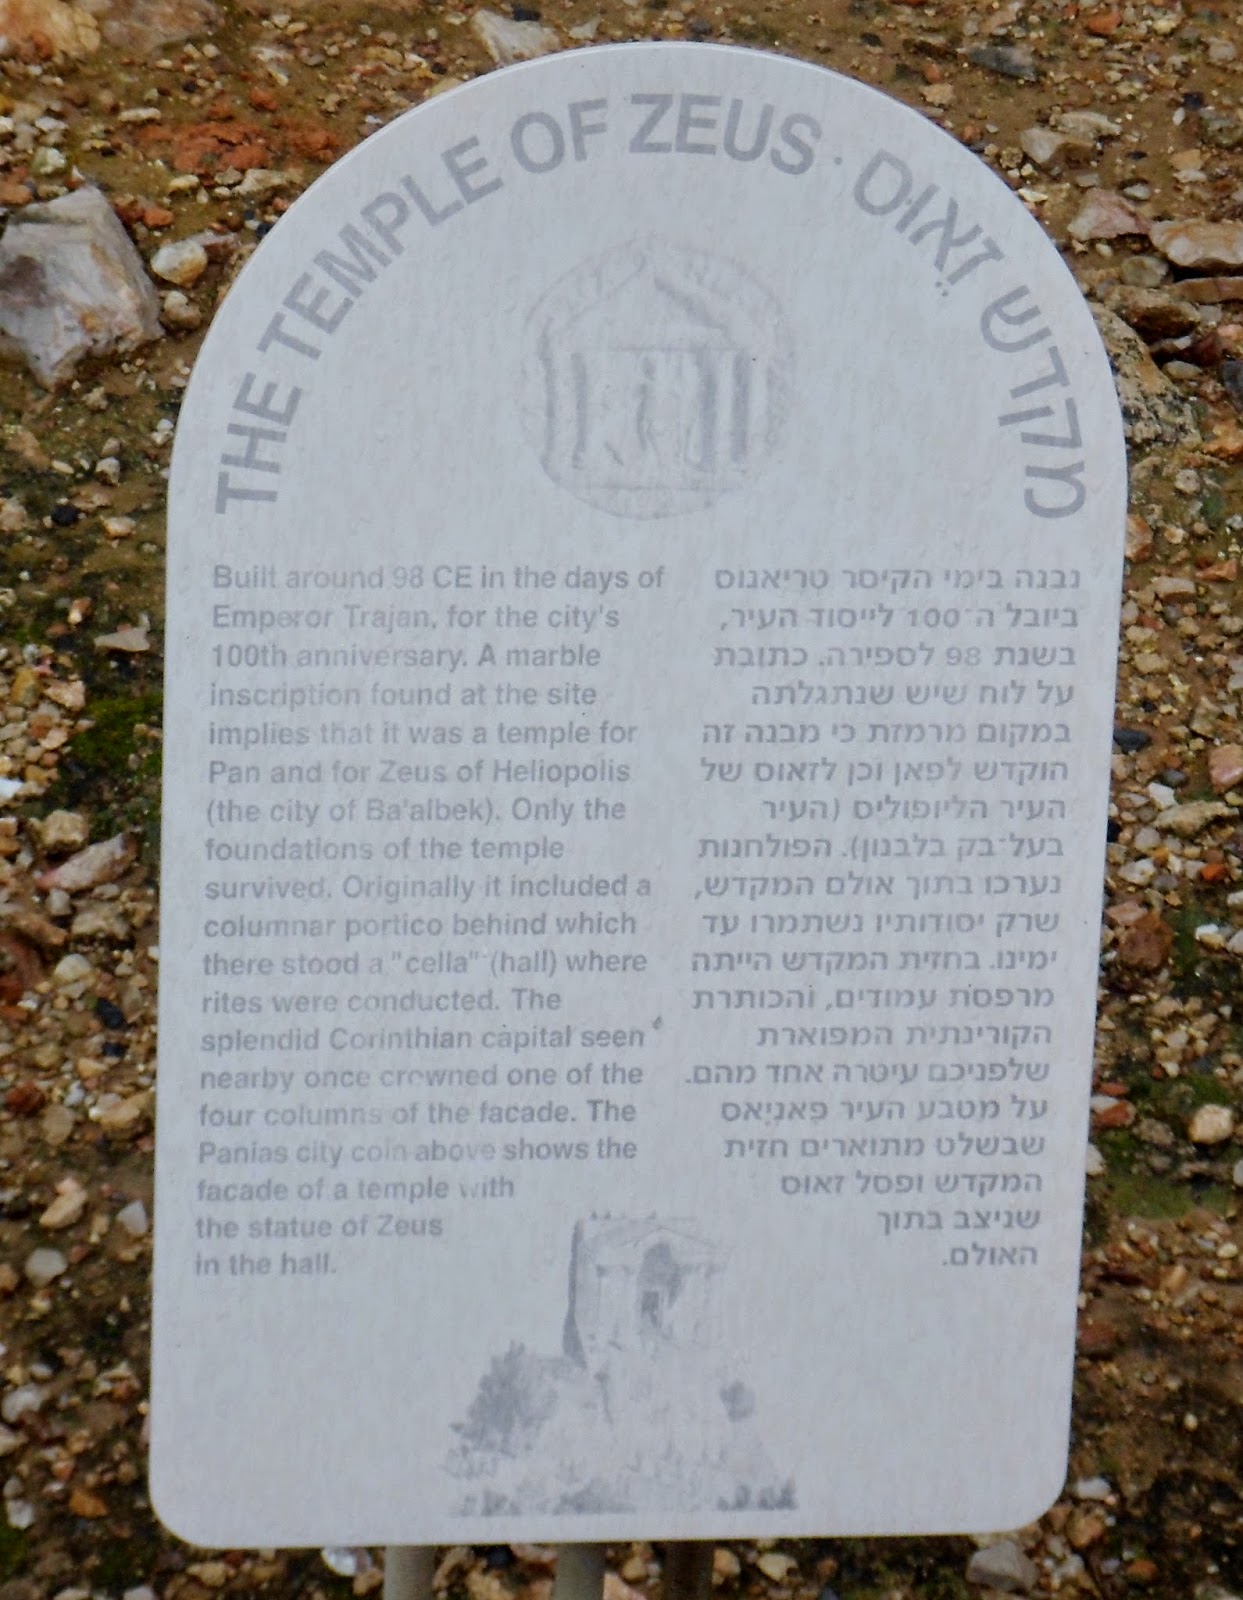 THE TEMPLE OF ZEUS · מקדש זֵאוּס
Built around 98 CE in the days of
Emperor Trajan, for the city's
100th anniversary. A marble
inscription found at the site
implies that it was a temple for
Pan and for Zeus of Heliopolis
(the city of Ba'albek). Only the
foundations of the temple
survived. Originally it included a
columnar portico behind which
there stood a "cella" (hall) where
rites were conducted. The
splendid Corinthian capital seen
nearby once crowned one of the
four columns of the facade. The
Panias city coin above shows the
facade of a temple with
the statue of Zeus
in the hall.
נבנה בימי הקיסר טריאנוס
ביובל ה־100 לייסוד העיר,
בשנת 98 לספירה. כתובת
על לוח שיש שנתגלתה
במקום מרמזת כי מבנה זה
הוקדש לפאן וכן לזאוס של
העיר הליופוליס (העיר
בעל־בק בלבנון). הפולחנות
נערכו בתוך אולם המקדש,
שרק יסודותיו נשתמרו עד
ימינו. בחזית המקדש הייתה
מרפסת עמודים, והכותרת
הקורינתית המפוארת
שלפניכם עיטרה אחד מהם.
על מטבע העיר פַאניָאס
שבשלט מתוארים חזית
המקדש ופסל זאוס
שניצב בתוך
האולם.